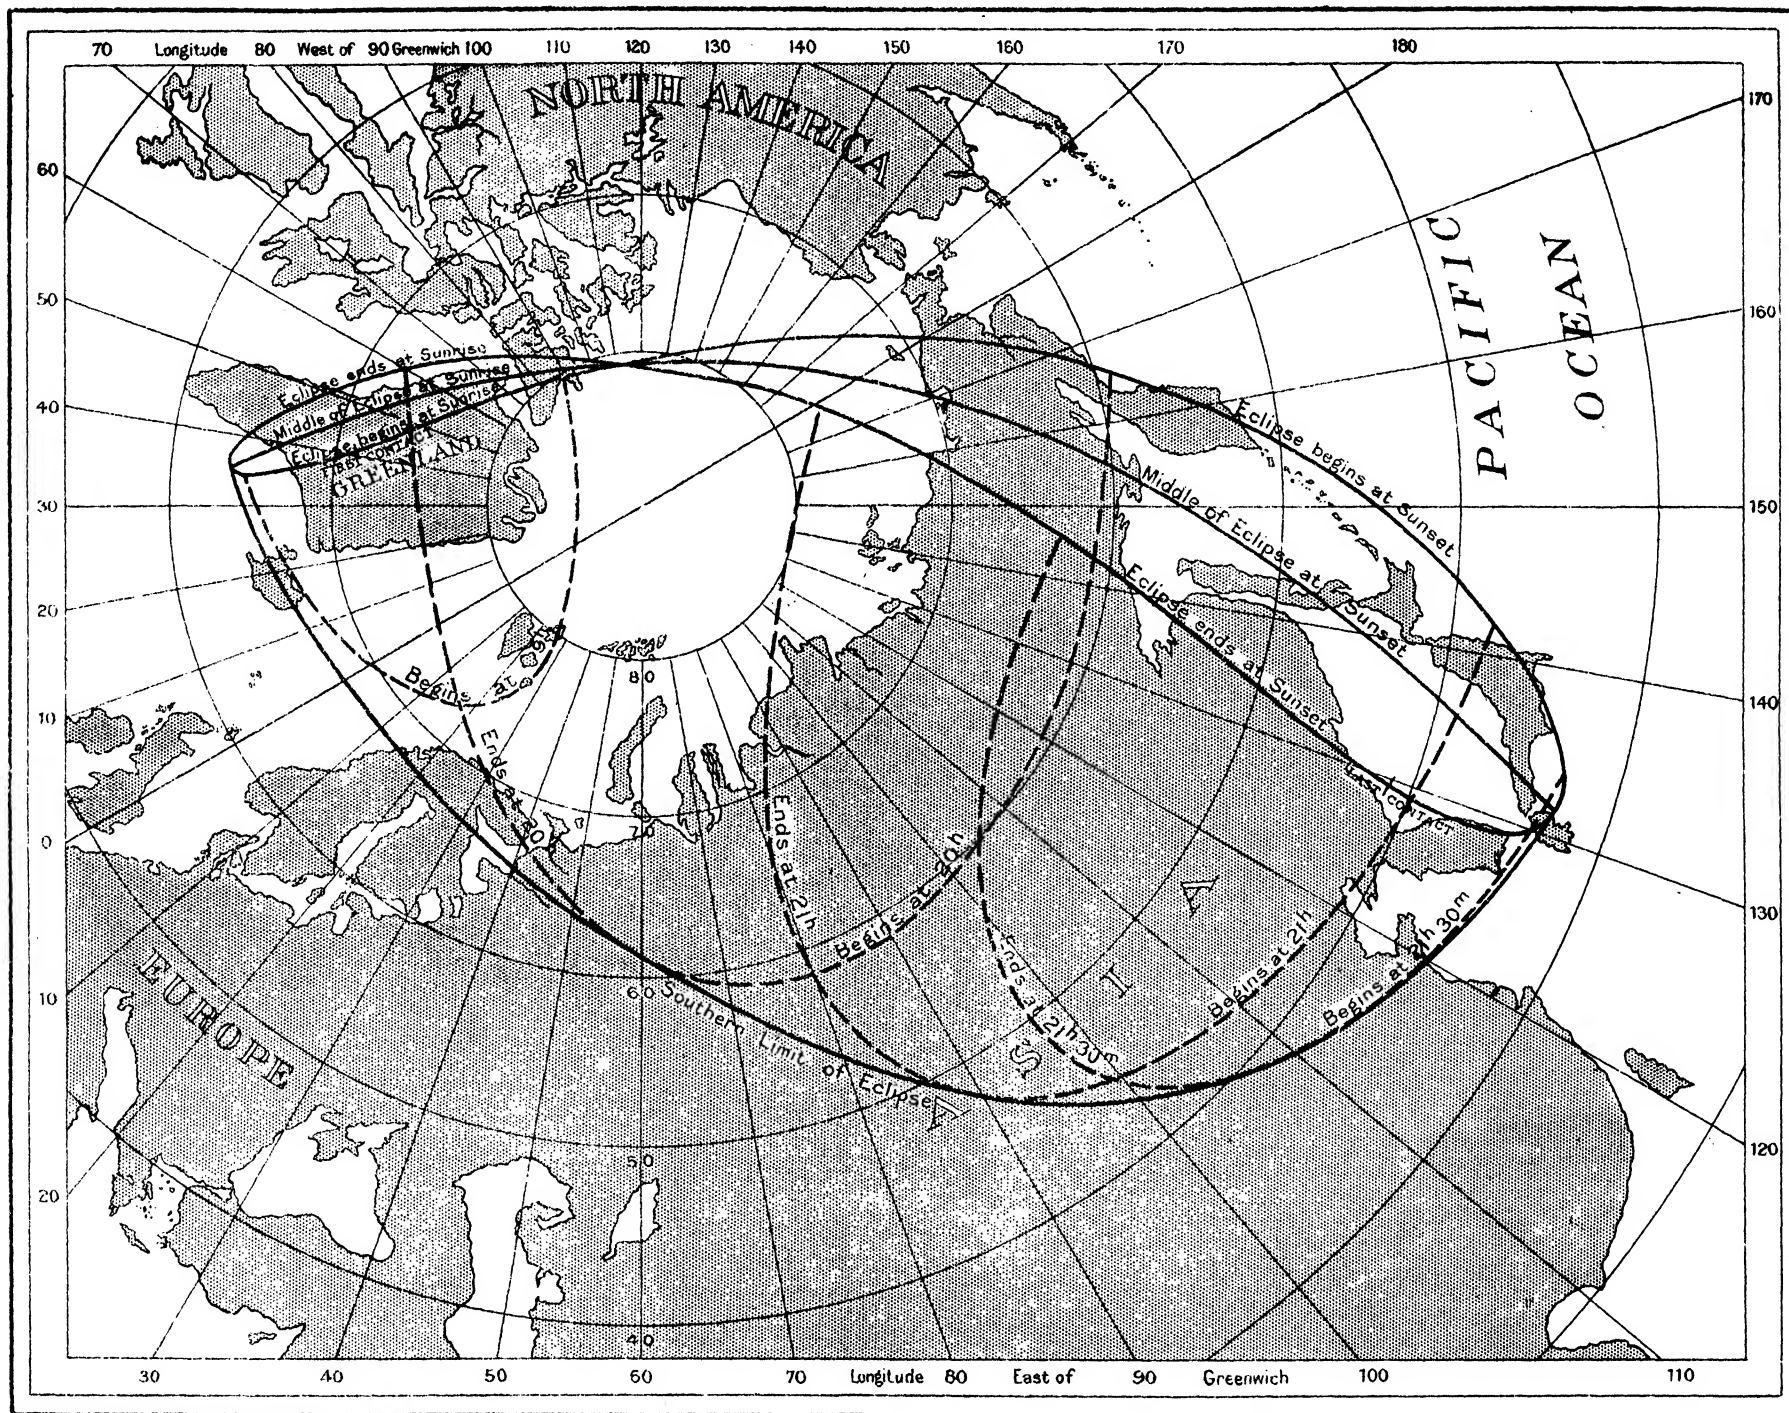 70 Longitude 80 West of 90 Greenwich 100 110 120 130 140 150 160 170 180
170
160
150
140
130
120
60
50
40
30
20
10
0
10
20
NORTH AMERICA
PACIFIC
OCEAN
Eclipse ends at Sunrise
Middle of Eclipse at Sunrise
Eclipse begins at Sunrise
FIRST CONTACT
GREENLAND
Eclipse begins at Sunset
Middle of Eclipse at Sunset
Eclipse ends at Sunset
LAST CONTACT
Begins at
Ends at 20
80
70
60
50
40
Ends at 21h
Begins at 20h
Ends at 21h 30m
Begins at 21h
Begins at 21h 30m
Southern Limit of Eclipse
EUROPE
ASIA
30 40 50 60 70 Longitude 80 East of 90 Greenwich 100 110